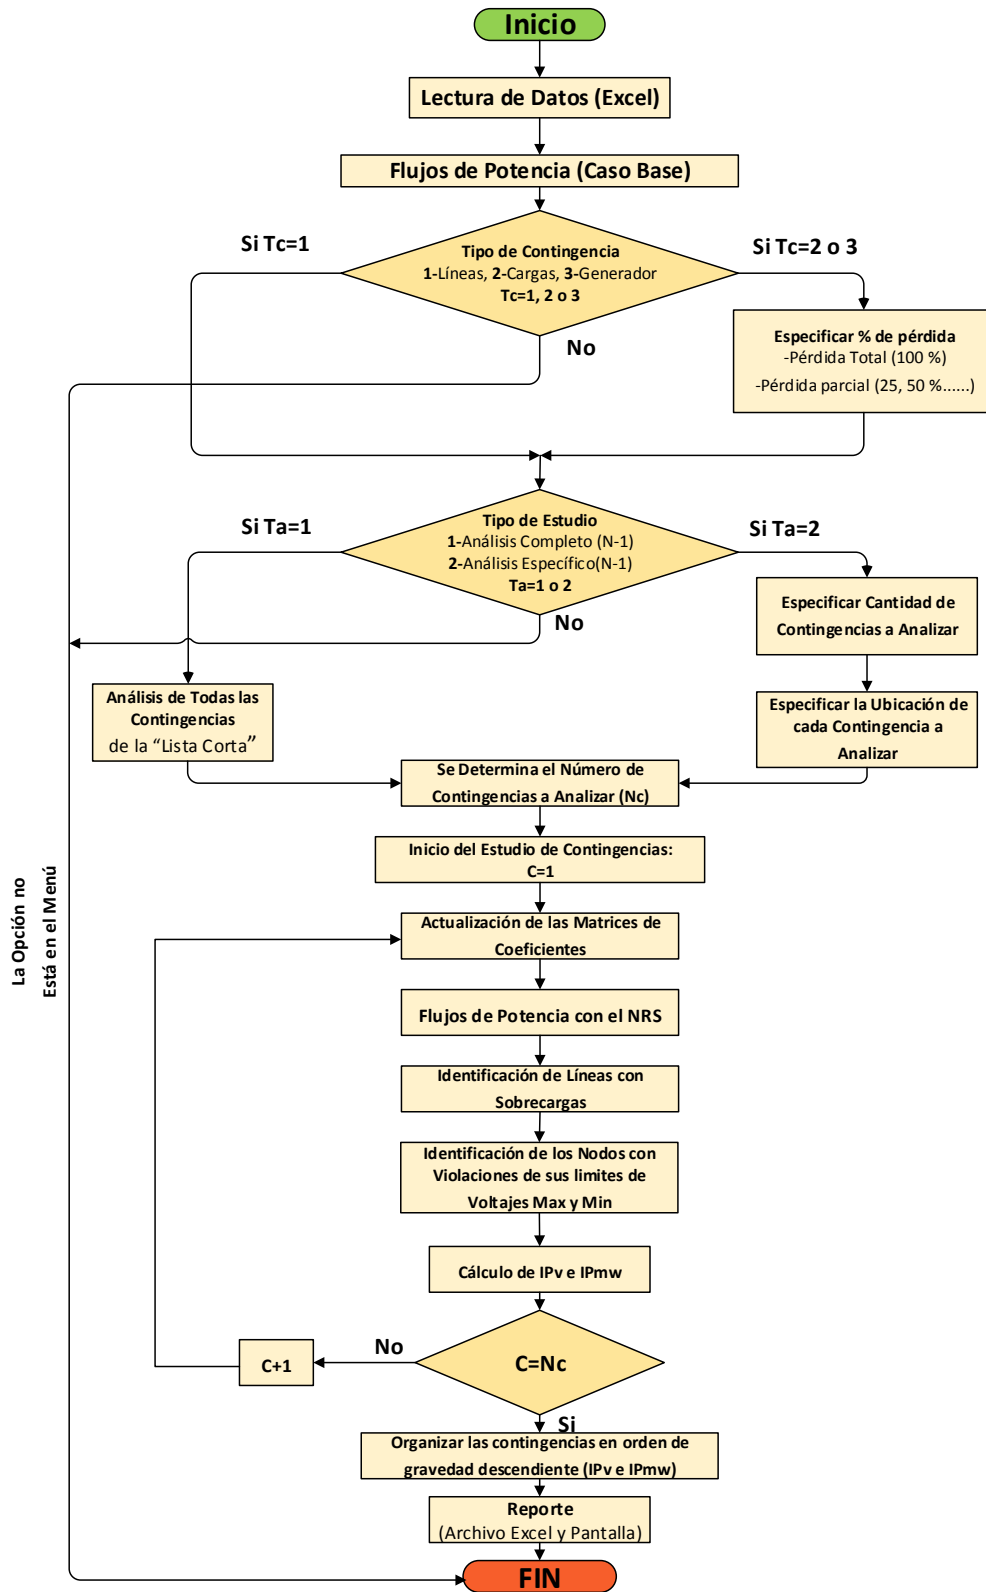 Inicio
Lectura de Datos (Excel)
Flujos de Potencia (Caso Base)
Si Tc=1
Tipo de Contingencia
1-Líneas, 2-Cargas, 3-Generador
Tc=1, 2 o 3
Si Tc=2 o 3
No
Especificar % de pérdida
-Pérdida Total (100 %)
-Pérdida parcial (25, 50 %......)
Si Ta=1
Tipo de Estudio
1-Análisis Completo (N-1)
2-Análisis Específico(N-1)
Ta=1 o 2
Si Ta=2
No
Especificar Cantidad de
Contingencias a Analizar
Análisis de Todas las
Contingencias
de la “Lista Corta”
Especificar la Ubicación de
cada Contingencia a
Analizar
Se Determina el Número de
Contingencias a Analizar (Nc)
Inicio del Estudio de Contingencias:
C=1
La Opción no
Está en el Menú
Actualización de las Matrices de
Coeficientes
Flujos de Potencia con el NRS
Identificación de Líneas con
Sobrecargas
Identificación de los Nodos con
Violaciones de sus limites de
Voltajes Max y Min
Cálculo de IPv e IPmw
C=Nc
No
C+1
Si
Organizar las contingencias en orden de
gravedad descendiente (IPv e IPmw)
Reporte
(Archivo Excel y Pantalla)
FIN